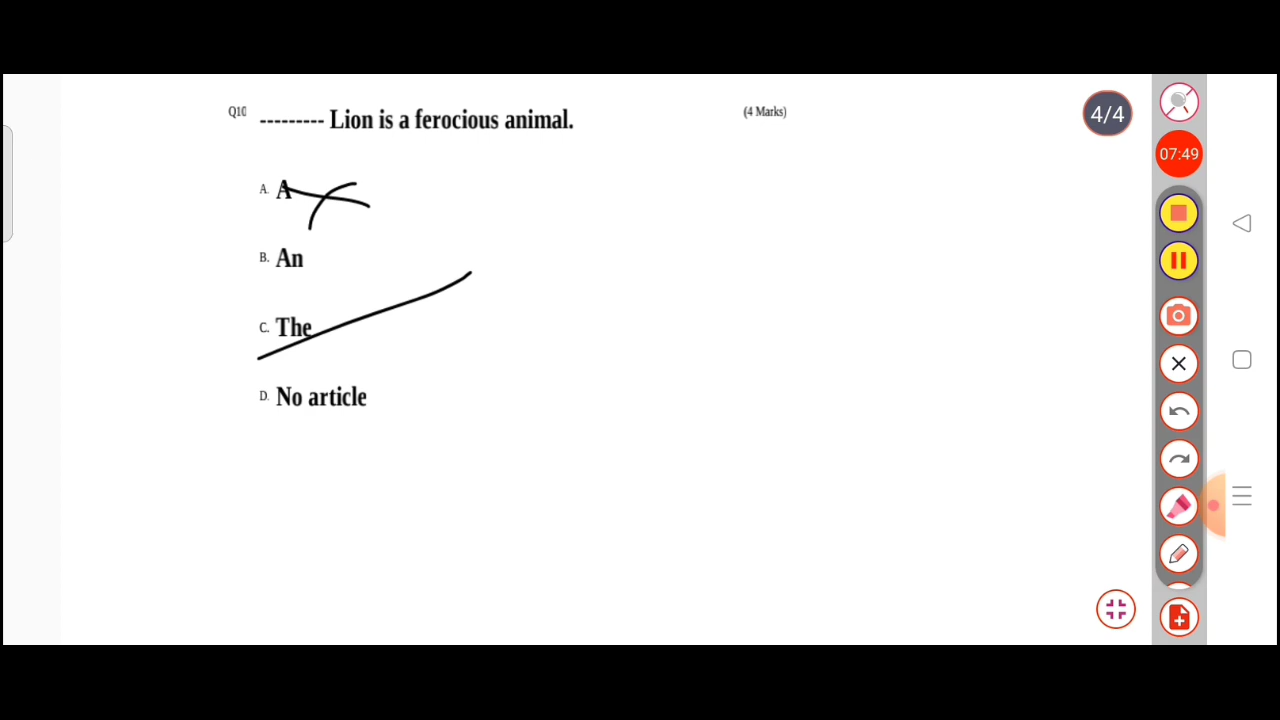 Q10 --------- Lion is a ferocious animal. (4 Marks)
A. A
B. An
C. The
D. No article
4/4
07:49